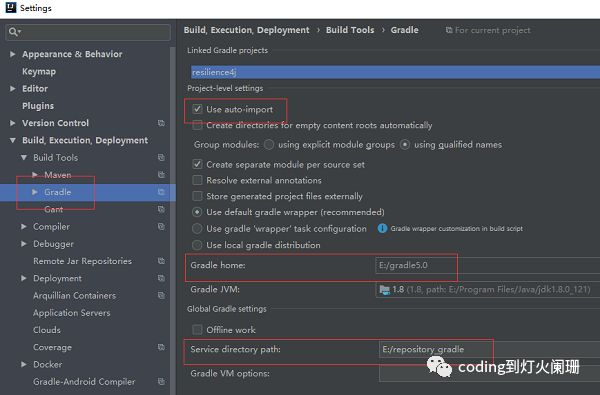 Settings
Build, Execution, Deployment › Build Tools › Gradle For current project
Appearance & Behavior
Keymap
Editor
Plugins
Version Control
Build, Execution, Deployment
Build Tools
Maven
Gradle
Gant
Compiler
Debugger
Remote Jar Repositories
Deployment
Arquillian Containers
Application Servers
Clouds
Coverage
Docker
Gradle-Android Compiler
Linked Gradle projects
resilience4j
Project-level settings
Use auto-import
Create directories for empty content roots automatically
Group modules: using explicit module groups using qualified names
Create separate module per source set
Resolve external annotations
Store generated project files externally
Use default gradle wrapper (recommended)
Use gradle 'wrapper' task configuration Gradle wrapper customization in build script
Use local gradle distribution
Gradle home: E:/gradle5.0
Gradle JVM: 1.8 (1.8, path: E:/Program Files/Java/jdk1.8.0_121)
Global Gradle settings
Offline work
Service directory path: E:/repository_gradle
Gradle VM options:
coding到灯火阑珊